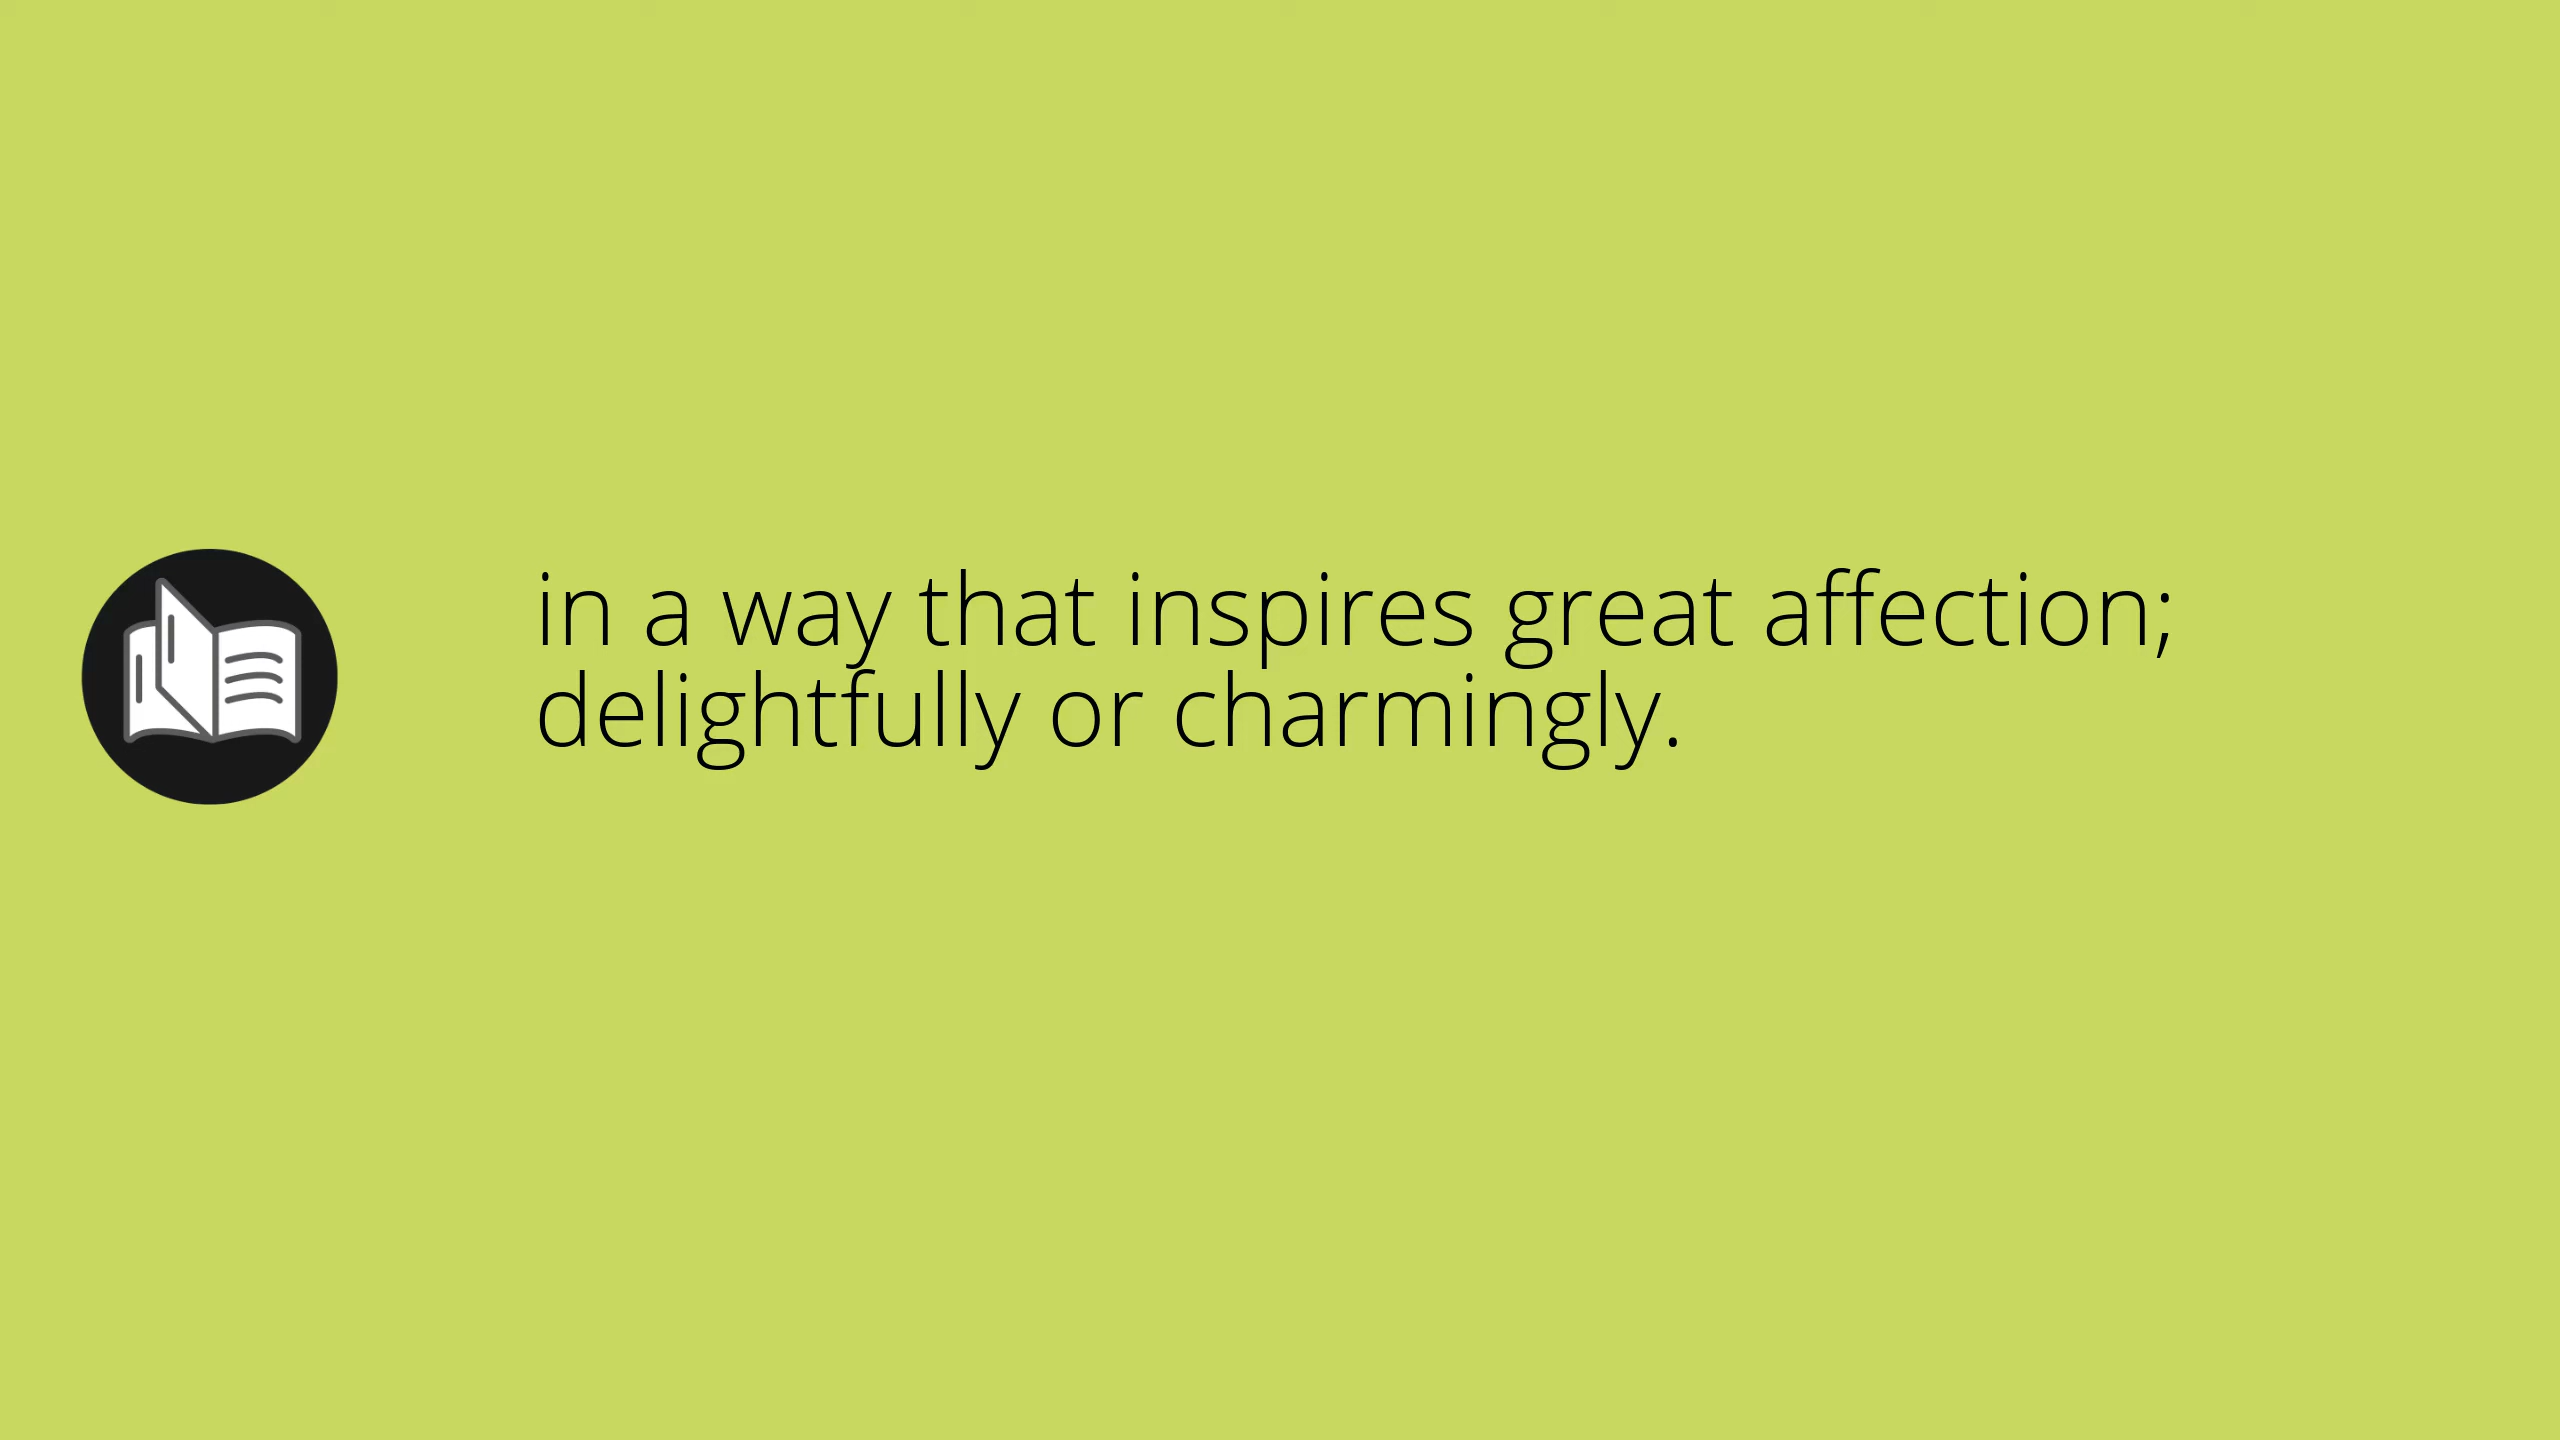 in a way that inspires great affection;
delightfully or charmingly.